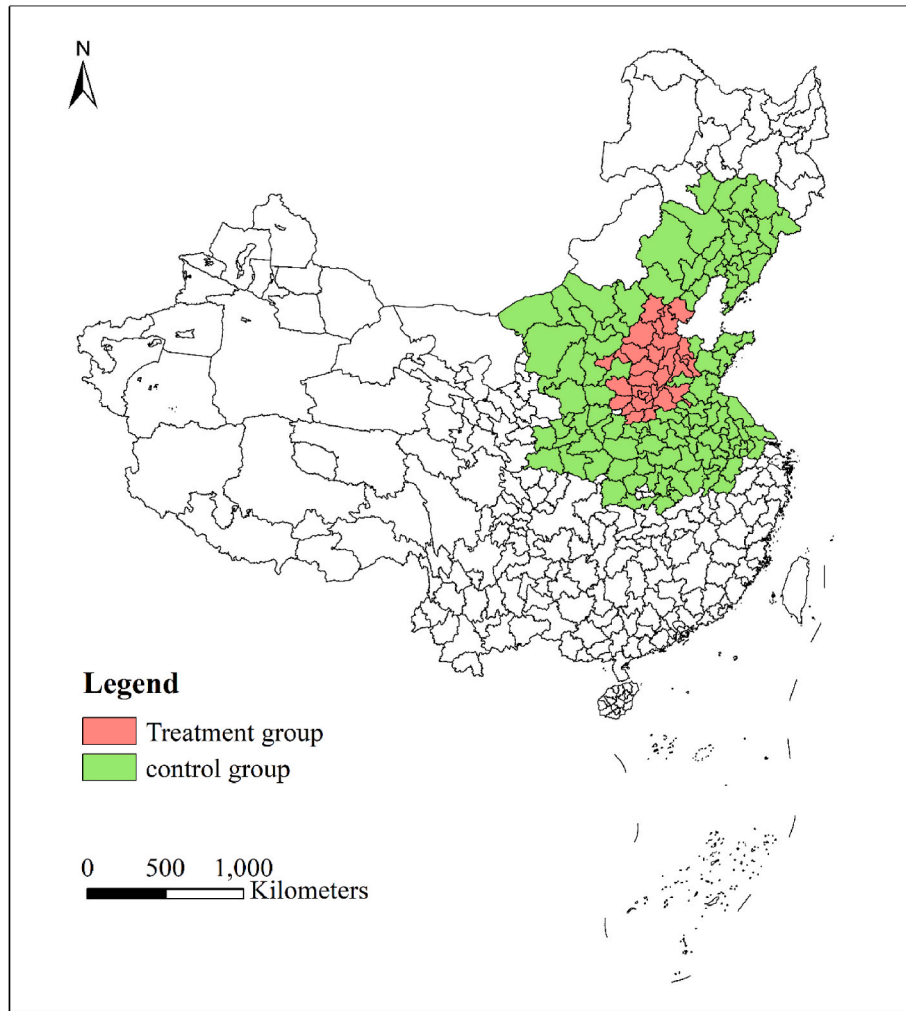 N
Legend
Treatment group
control group
0 500 1,000
Kilometers